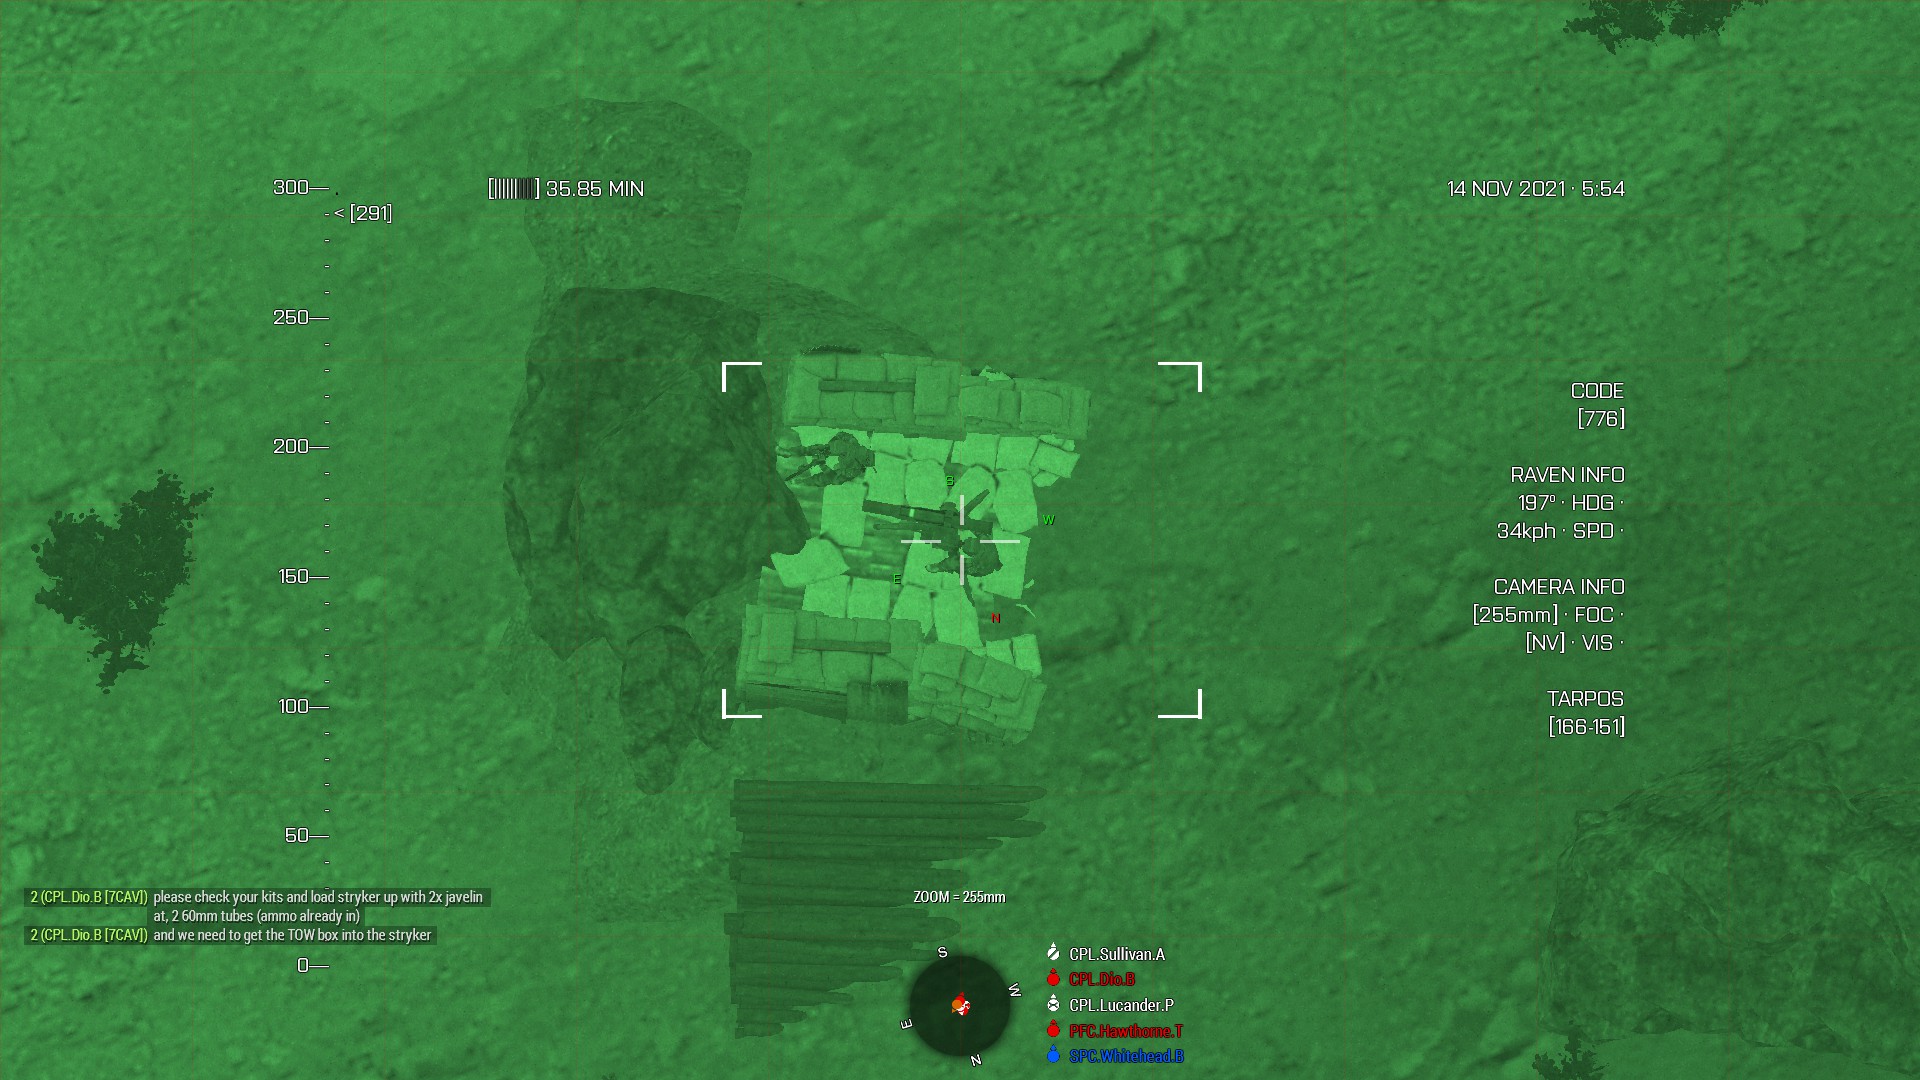 300
< [291]
[||||||||||] 35.85 MIN
14 NOV 2021 · 5:54
250
200
150
100
50
0
CODE
[776]
RAVEN INFO
197º · HDG ·
34kph · SPD ·
CAMERA INFO
[255mm] · FOC ·
[NV] · VIS ·
TARPOS
[166-151]
S
W
E
N
2 (CPL.Dio.B [7CAV]) please check your kits and load stryker up with 2x javelin
at, 2 60mm tubes (ammo already in)
2 (CPL.Dio.B [7CAV]) and we need to get the TOW box into the stryker
ZOOM = 255mm
S
W
E
N
CPL.Sullivan.A
CPL.Dio.B
CPL.Lucander.P
PFC.Hawthorne.T
SPC.Whitehead.B